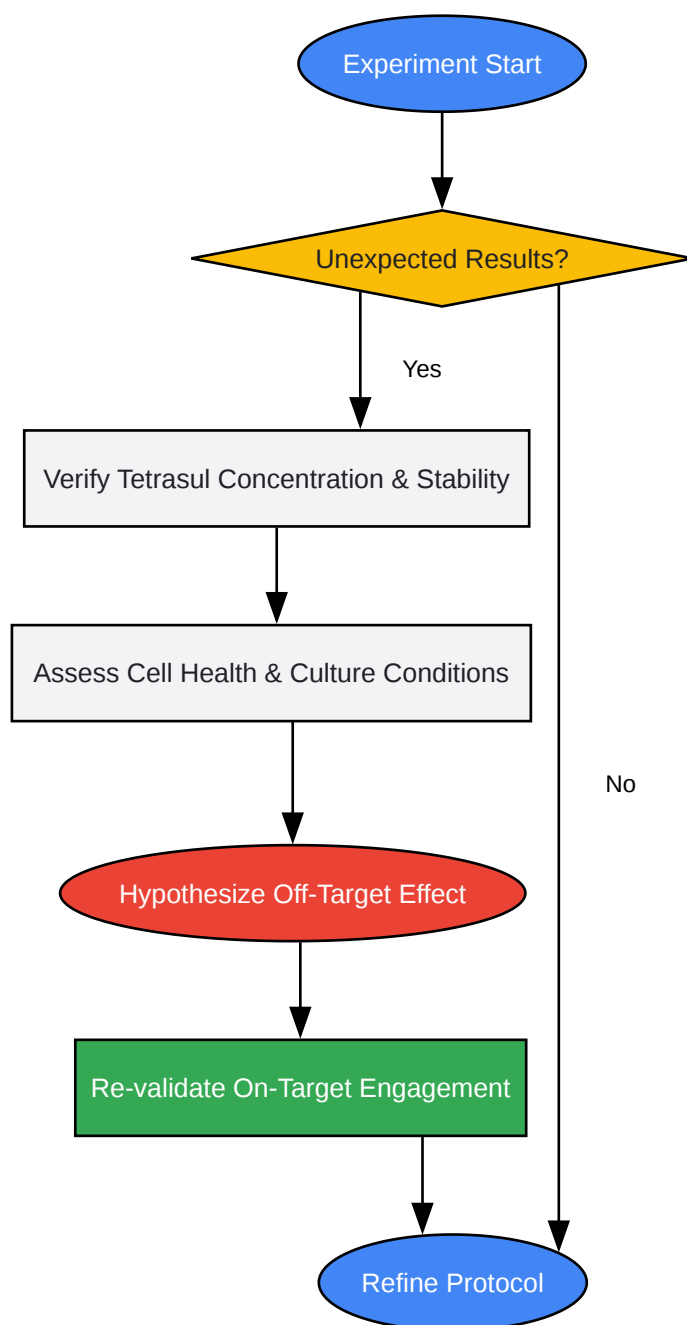 Experiment Start
Unexpected Results?
Yes
Verify Tetrasul Concentration & Stability
Assess Cell Health & Culture Conditions
No
Hypothesize Off-Target Effect
Re-validate On-Target Engagement
Refine Protocol